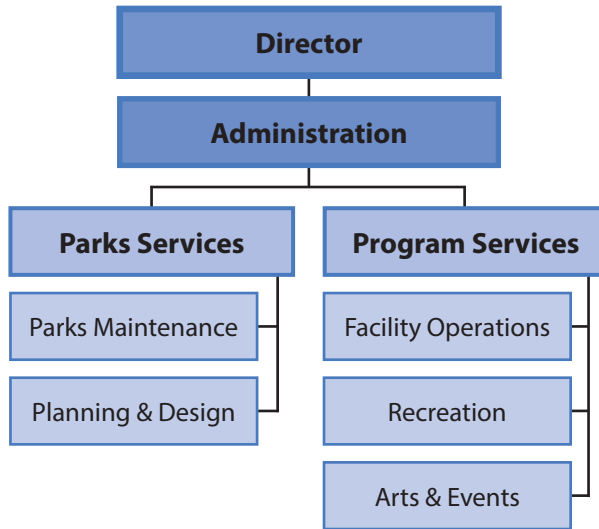 Director
Administration
Parks Services
Program Services
Parks Maintenance
Facility Operations
Planning & Design
Recreation
Arts & Events